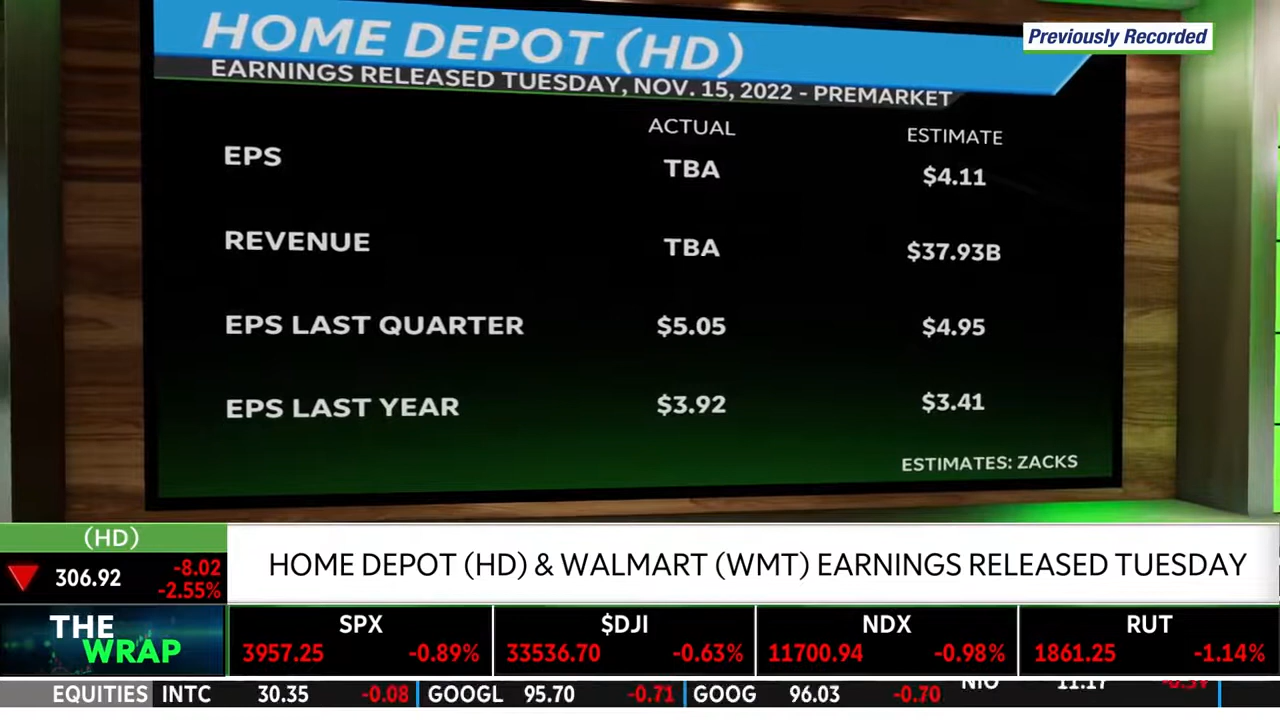 Previously Recorded
HOME DEPOT (HD)
EARNINGS RELEASED TUESDAY, NOV. 15, 2022 - PREMARKET
ACTUAL ESTIMATE
EPS TBA $4.11
REVENUE TBA $37.93B
EPS LAST QUARTER $5.05 $4.95
EPS LAST YEAR $3.92 $3.41
ESTIMATES: ZACKS
(HD)
306.92 -8.02
-2.55%
HOME DEPOT (HD) & WALMART (WMT) EARNINGS RELEASED TUESDAY
THE
WRAP
SPX $DJI NDX RUT
3957.25 -0.89% 33536.70 -0.63% 11700.94 -0.98% 1861.25 -1.14%
EQUITIES INTC 30.35 -0.08 GOOGL 95.70 -0.71 GOOG 96.03 -0.70 NIO 11.17